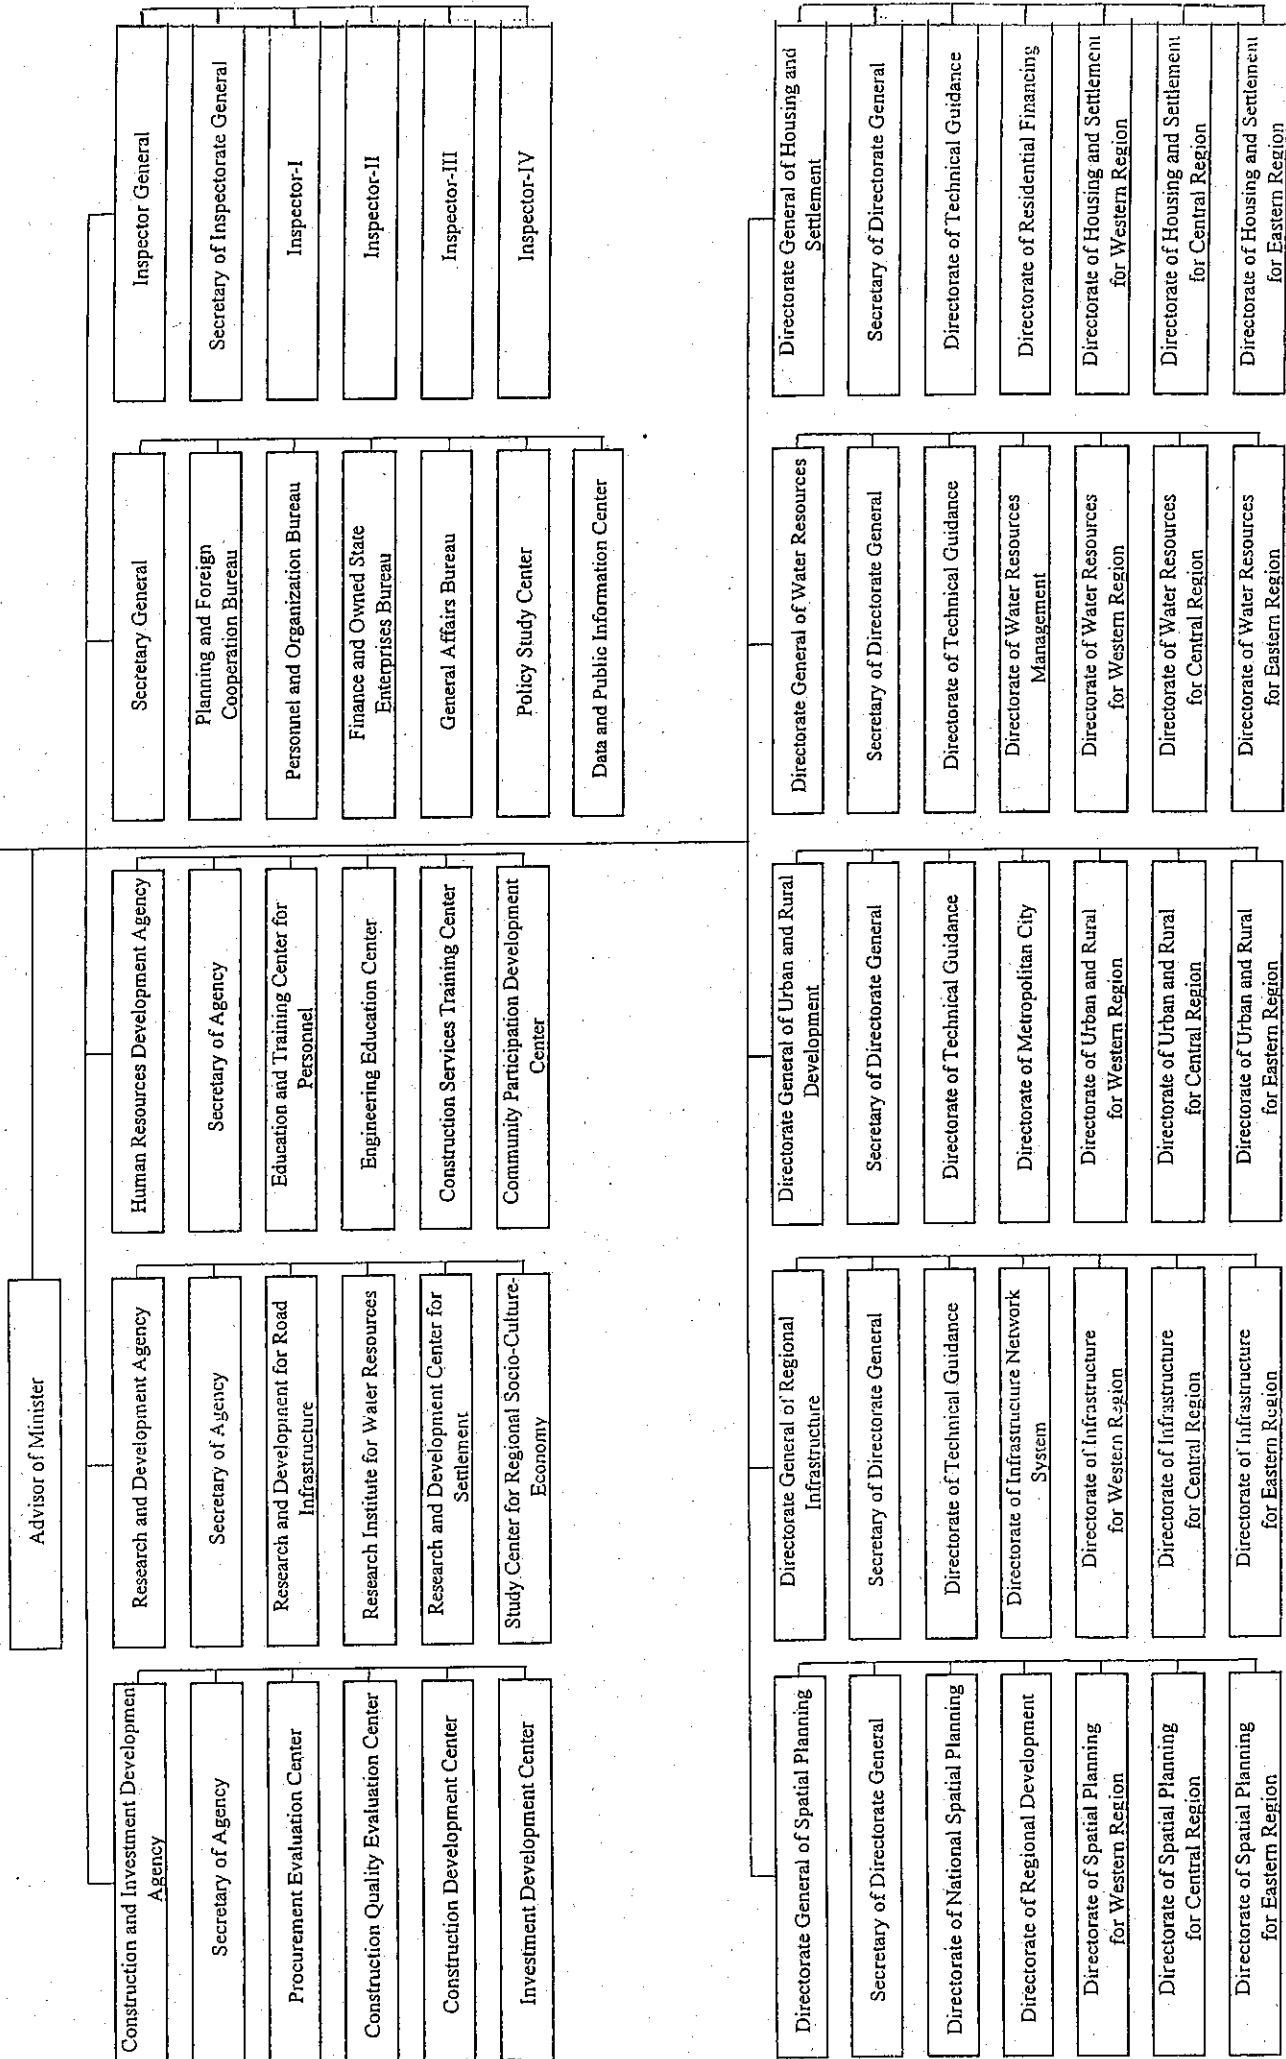 Advisor of Minister
Construction and Investment Development
Agency
Secretary of Agency
Procurement Evaluation Center
Construction Quality Evaluation Center
Construction Development Center
Investment Development Center
Research and Development Agency
Secretary of Agency
Research and Development for Road
Infrastructure
Research Institute for Water Resources
Research and Development Center for
Settlement
Study Center for Regional Socio-Culture-
Economy
Human Resources Development Agency
Secretary of Agency
Education and Training Center for
Personnel
Engineering Education Center
Construction Services Training Center
Community Participation Development
Center
Secretary General
Planning and Foreign
Cooperation Bureau
Personnel and Organization Bureau
Finance and Owned State
Enterprises Bureau
General Affairs Bureau
Policy Study Center
Data and Public Information Center
Inspector General
Secretary of Inspectorate General
Inspector-I
Inspector-II
Inspector-III
Inspector-IV
Directorate General of Spatial Planning
Secretary of Directorate General
Directorate of National Spatial Planning
Directorate of Regional Development
Directorate of Spatial Planning
for Western Region
Directorate of Spatial Planning
for Central Region
Directorate of Spatial Planning
for Eastern Region
Directorate General of Regional
Infrastructure
Secretary of Directorate General
Directorate of Technical Guidance
Directorate of Infrastructure Network
System
Directorate of Infrastructure
for Western Region
Directorate of Infrastructure
for Central Region
Directorate of Infrastructure
for Eastern Region
Directorate General of Urban and Rural
Development
Secretary of Directorate General
Directorate of Technical Guidance
Directorate of Metropolitan City
Directorate of Urban and Rural
for Western Region
Directorate of Urban and Rural
for Central Region
Directorate of Urban and Rural
for Eastern Region
Directorate General of Water Resources
Secretary of Directorate General
Directorate of Technical Guidance
Directorate of Water Resources
Management
Directorate of Water Resources
for Western Region
Directorate of Water Resources
for Central Region
Directorate of Water Resources
for Eastern Region
Directorate General of Housing and
Settlement
Secretary of Directorate General
Directorate of Technical Guidance
Directorate of Residential Financing
Directorate of Housing and Settlement
for Western Region
Directorate of Housing and Settlement
for Central Region
Directorate of Housing and Settlement
for Eastern Region